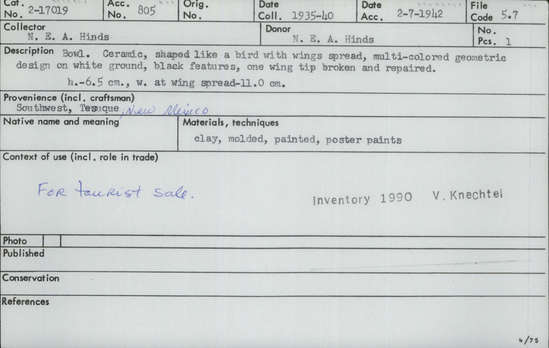 Cat. No. 2-17019 Acc. No. 805 Orig. No. Date Coll. 1935-40 Date Acc. 2-7-1942 File Code 5.7
Collector N. E. A. Hinds Donor N. E. A. Hinds No. Pcs. 1
Description Bowl. Ceramic, shaped like a bird with wings spread, multi-colored geometric
design on white ground, black features, one wing tip broken and repaired.
h.-6.5 cm., w. at wing spread-11.0 cm.
Provenience (incl. craftsman)
Southwest, Tesuque, New Mexico
Native name and meaning Materials, techniques
clay, molded, painted, poster paints
Context of use (incl. role in trade)
For tourist sale.
Inventory 1990 V. Knechtel
Photo
Published
Conservation
References
4/75